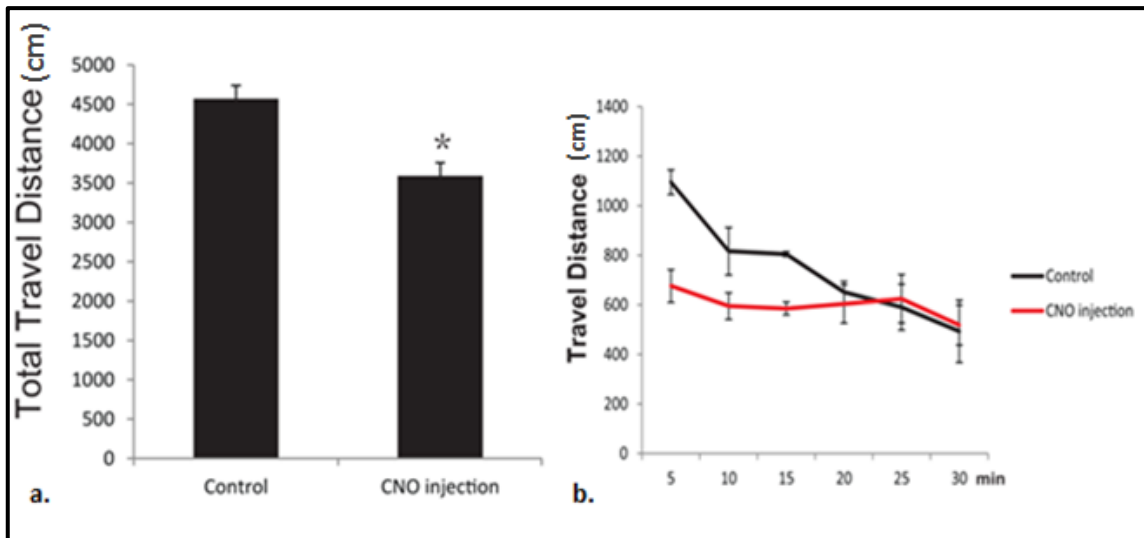 Total Travel Distance (cm)
5000
4500
4000
3500
3000
2500
2000
1500
1000
500
0
*
Control
CNO injection
a.
Travel Distance (cm)
1400
1200
1000
800
600
400
200
0
5 10 15 20 25 30 min
Control
CNO injection
b.